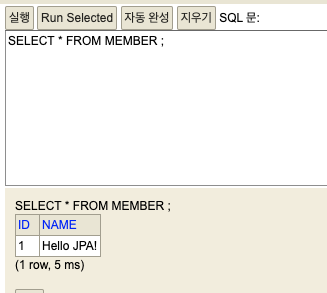 실행 Run Selected 자동 완성 지우기 SQL 문:
SELECT * FROM MEMBER ;
SELECT * FROM MEMBER ;
ID NAME
1 Hello JPA!
(1 row, 5 ms)